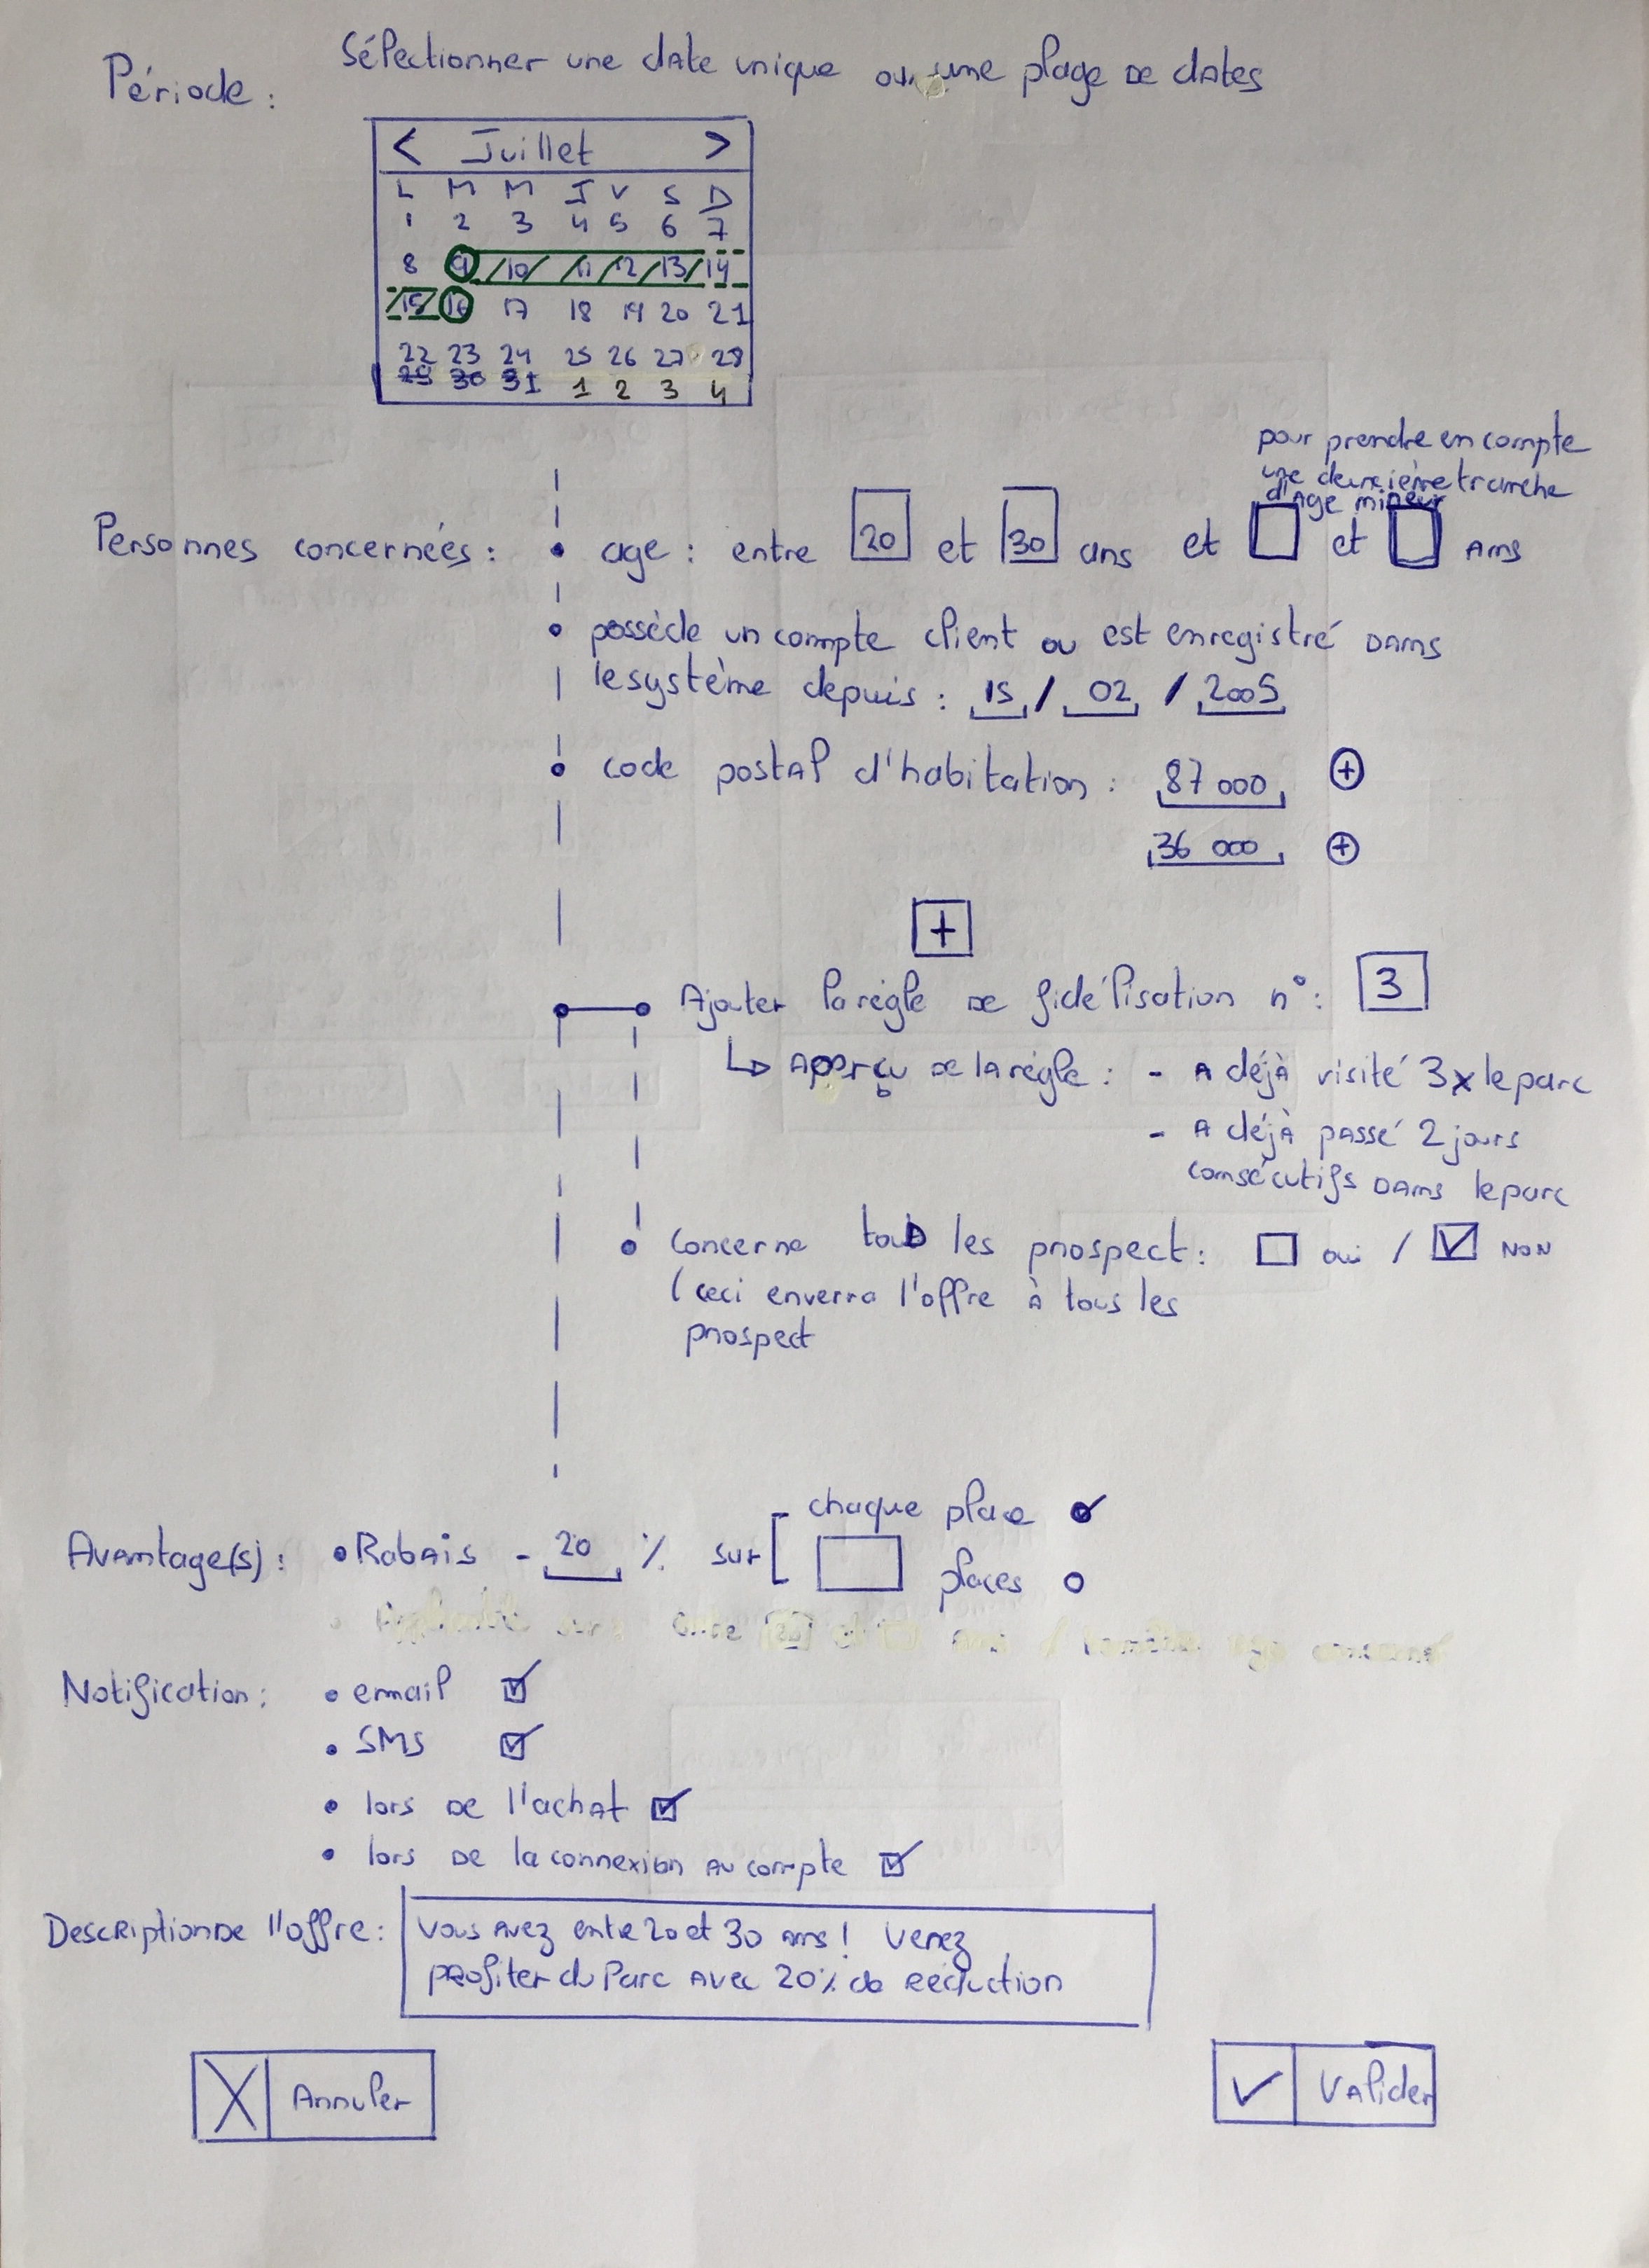 Sélectionner une date unique ou une plage de dates
Période :
< Juillet >
L M M J V S D
1 2 3 4 5 6 7
8 9 10 11 12 13 14
15 16 17 18 19 20 21
22 23 24 25 26 27 28
29 30 31 1 2 3 4
pour prendre en compte
une deuxième tranche
d'age mineur
Personnes concernées : • age : entre 20 et 30 ans et et ans
• possède un compte client ou est enregistré dans
le système depuis : 15 / 02 / 2005
• code postal d'habitation : 87 000 +
36 000 +
+
Ajouter la règle de fidélisation n° : 3
↳ Aperçu de la règle : - a déjà visité 3x le parc
- a déjà passé 2 jours
consécutifs dans le parc
• Concerne tous les prospect : oui / NON
(ceci enverra l'offre à tous les
prospect
chaque place
Avantage(s) : • Rabais - 20 % sur
places
Notification : • email
• SMS
• lors de l'achat
• lors de la connexion au compte
Description de l'offre : Vous avez entre 20 et 30 ans ! Venez
profiter du Parc avec 20% de réduction
X Annuler
✓ Valider